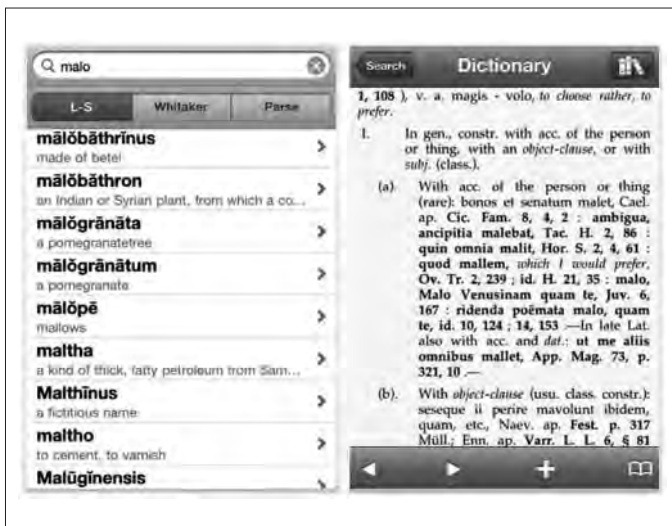 malo
L-S Whitaker Parse
mālŏbăthrĭnus
made of betel
mālŏbăthron
an Indian or Syrian plant, from which a co...
mālŏgrānāta
a pomegranatetree
mālŏgrānātum
a pomegranate
mālŏpē
mallows
maltha
a kind of thick, fatty petroleum from Sam...
Malthīnus
a fictitious name
maltho
to cement, to varnish
Malūgĭnensis
Search Dictionary
1, 108 ), v. a. magis - volo, to choose rather, to
prefer.
I. In gen., constr. with acc. of the person
or thing, with an object-clause, or with
subj. (class.).
(a) With acc. of the person or thing
(rare): bonos et senatum malet, Cael.
ap. Cic. Fam. 8, 4, 2 : ambigua,
ancipitia malebat, Tac. H. 2, 86 :
quin omnia malit, Hor. S. 2, 4, 61 :
quod mallem, which I would prefer,
Ov. Tr. 2, 239 ; id. H. 21, 35 : malo,
Malo Venusinam quam te, Juv. 6,
167 : ridenda poëmata malo, quam
te, id. 10, 124 ; 14, 153 .—In late Lat.
also with acc. and dat.: ut me aliis
omnibus mallet, App. Mag. 73, p.
321, 10 .—
(b). With object-clause (usu. class. constr.):
seseque ii perire mavolunt ibidem,
quam, etc., Naev. ap. Fest. p. 317
Müll.; Enn. ap. Varr. L. L. 6, § 81